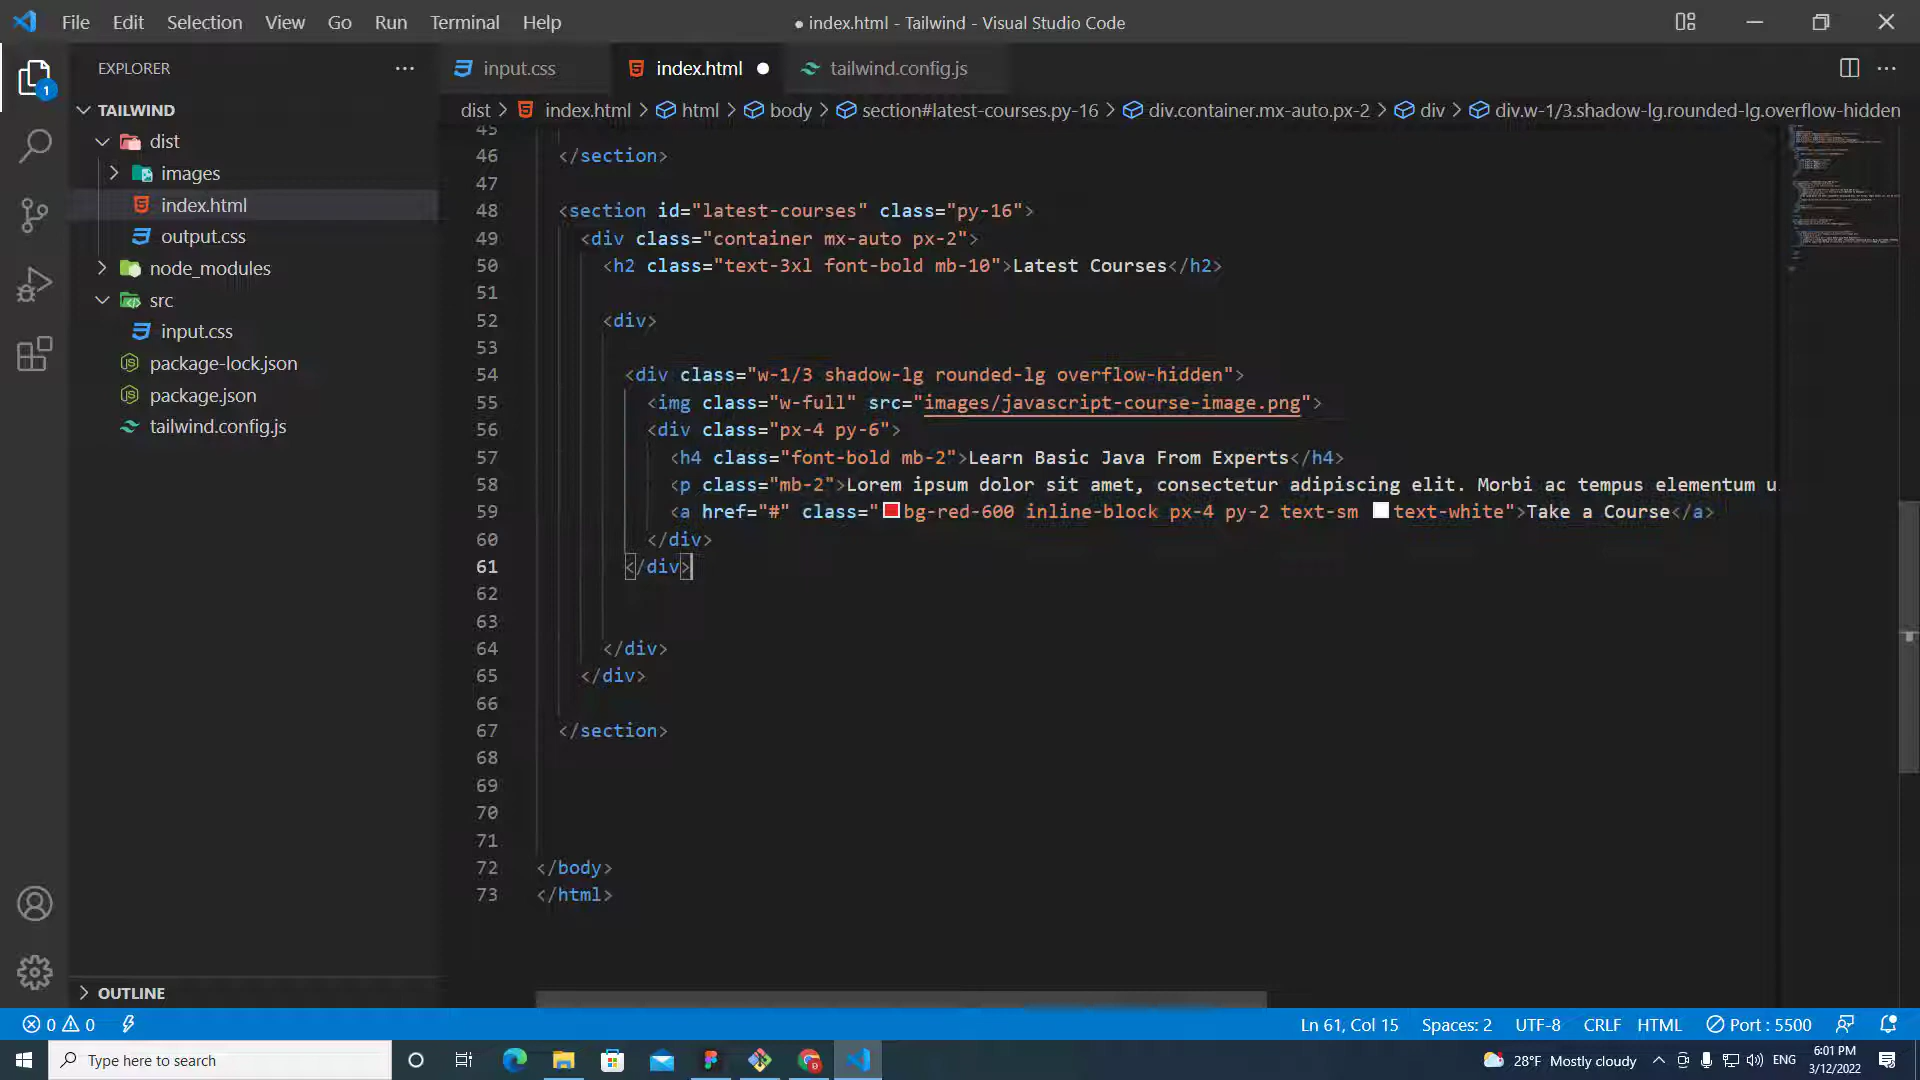 File Edit Selection View Go Run Terminal Help
● index.html - Tailwind - Visual Studio Code
EXPLORER
TAILWIND
dist
images
index.html
output.css
node_modules
src
input.css
package-lock.json
package.json
tailwind.config.js
OUTLINE
1
input.css index.html tailwind.config.js
dist > index.html > html > body > section#latest-courses.py-16 > div.container.mx-auto.px-2 > div > div.w-1/3.shadow-lg.rounded-lg.overflow-hidden
45
46 </section>
47
48 <section id="latest-courses" class="py-16">
49 <div class="container mx-auto px-2">
50 <h2 class="text-3xl font-bold mb-10">Latest Courses</h2>
51
52 <div>
53
54 <div class="w-1/3 shadow-lg rounded-lg overflow-hidden">
55 <img class="w-full" src="images/javascript-course-image.png">
56 <div class="px-4 py-6">
57 <h4 class="font-bold mb-2">Learn Basic Java From Experts</h4>
58 <p class="mb-2">Lorem ipsum dolor sit amet, consectetur adipiscing elit. Morbi ac tempus elementum u
59 <a href="#" class="bg-red-600 inline-block px-4 py-2 text-sm text-white">Take a Course</a>
60 </div>
61 </div>
62
63
64 </div>
65 </div>
66
67 </section>
68
69
70
71
72 </body>
73 </html>
0 0 Ln 61, Col 15 Spaces: 2 UTF-8 CRLF HTML Port : 5500
Type here to search
28°F Mostly cloudy ENG
6:01 PM
3/12/2022